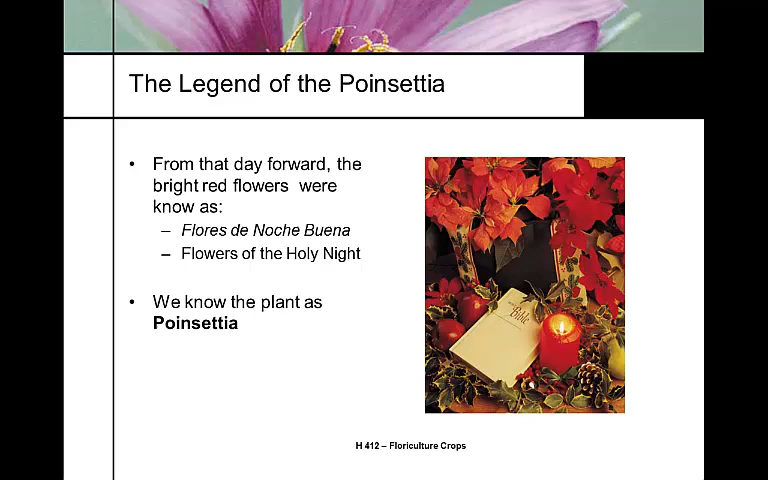 The Legend of the Poinsettia
• From that day forward, the
bright red flowers were
know as:
– Flores de Noche Buena
– Flowers of the Holy Night
• We know the plant as
Poinsettia
Bible
H 412 – Floriculture Crops